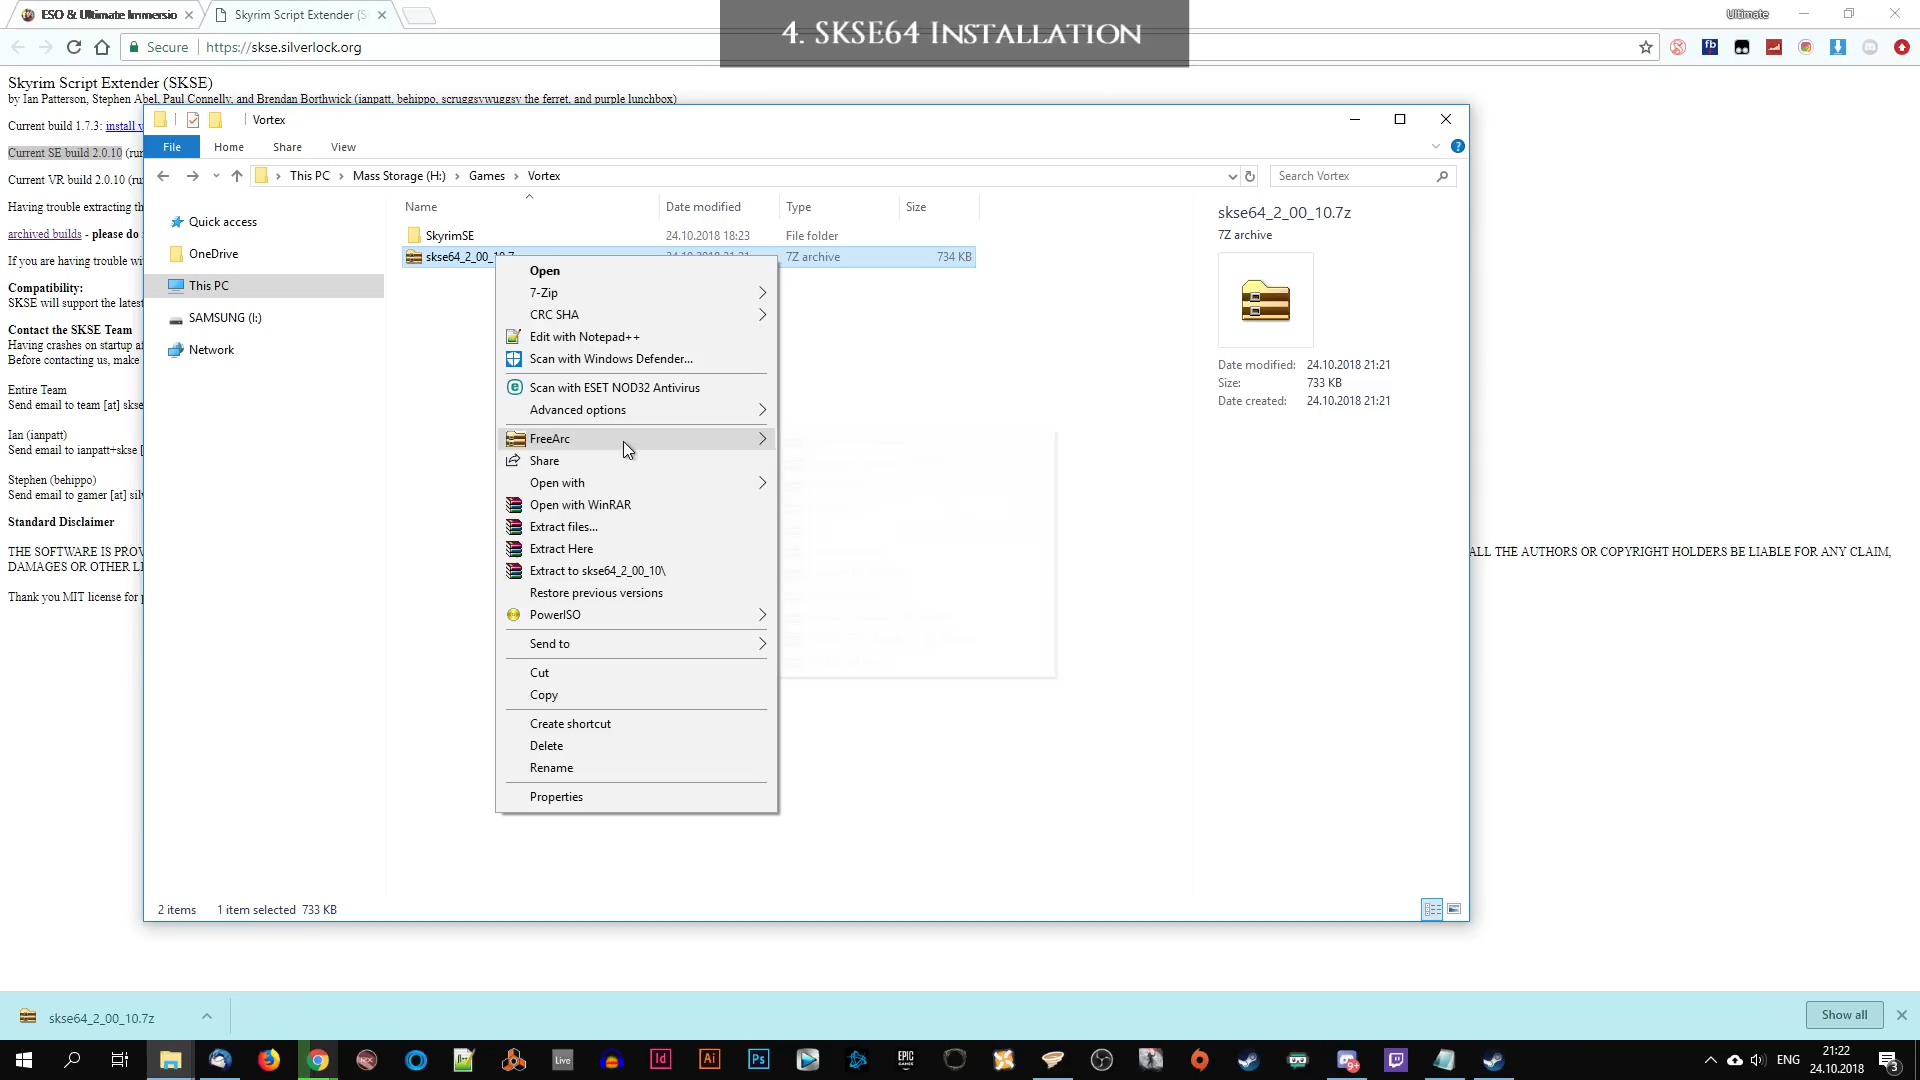 ESO & Ultimate Immersio
Skyrim Script Extender (S
Ultimate
4. SKSE64 Installation
Secure
https://skse.silverlock.org
Skyrim Script Extender (SKSE)
by Ian Patterson, Stephen Abel, Paul Connelly, and Brendan Borthwick (ianpatt, behippo, scruggsywuggsy the ferret, and purple lunchbox)
Current build 1.7.3: install v
Current SE build 2.0.10 (ru
Current VR build 2.0.10 (ru
Having trouble extracting th
archived builds - please do
If you are having trouble wi
Compatibility:
SKSE will support the latest
Contact the SKSE Team
Having crashes on startup af
Before contacting us, make
Entire Team
Send email to team [at] skse
Ian (ianpatt)
Send email to ianpatt+skse [
Stephen (behippo)
Send email to gamer [at] sil
Standard Disclaimer
THE SOFTWARE IS PROV
ALL THE AUTHORS OR COPYRIGHT HOLDERS BE LIABLE FOR ANY CLAIM,
DAMAGES OR OTHER LI
Thank you MIT license for p
Vortex
File
Home
Share
View
This PC
Mass Storage (H:)
Games
Vortex
Search Vortex
Quick access
OneDrive
This PC
SAMSUNG (I:)
Network
Name
Date modified
Type
Size
SkyrimSE
24.10.2018 18:23
File folder
7Z archive
734 KB
Open
7-Zip
CRC SHA
Edit with Notepad++
Scan with Windows Defender...
Scan with ESET NOD32 Antivirus
Advanced options
FreeArc
Share
Open with
Open with WinRAR
Extract files...
Extract Here
Extract to skse64_2_00_10\
Restore previous versions
PowerISO
Send to
Cut
Copy
Create shortcut
Delete
Rename
Properties
skse64_2_00_10.7z
7Z archive
Date modified: 24.10.2018 21:21
Size: 733 KB
Date created: 24.10.2018 21:21
2 items
1 item selected 733 KB
skse64_2_00_10.7z
Show all
Live
Id
Ai
Ps
EPIC GAMES
ENG
21:22
24.10.2018